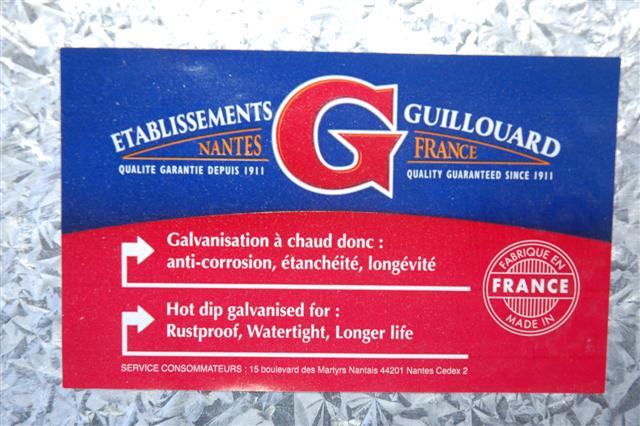 ETABLISSEMENTS G GUILLOUARD
NANTES FRANCE
QUALITE GARANTIE DEPUIS 1911 QUALITY GUARANTEED SINCE 1911
Galvanisation à chaud donc :
anti-corrosion, étanchéité, longévité
Hot dip galvanised for :
Rustproof, Watertight, Longer life
FABRIQUE EN
FRANCE
MADE IN
SERVICE CONSOMMATEURS : 15 boulevard des Martyrs Nantais 44201 Nantes Cedex 2